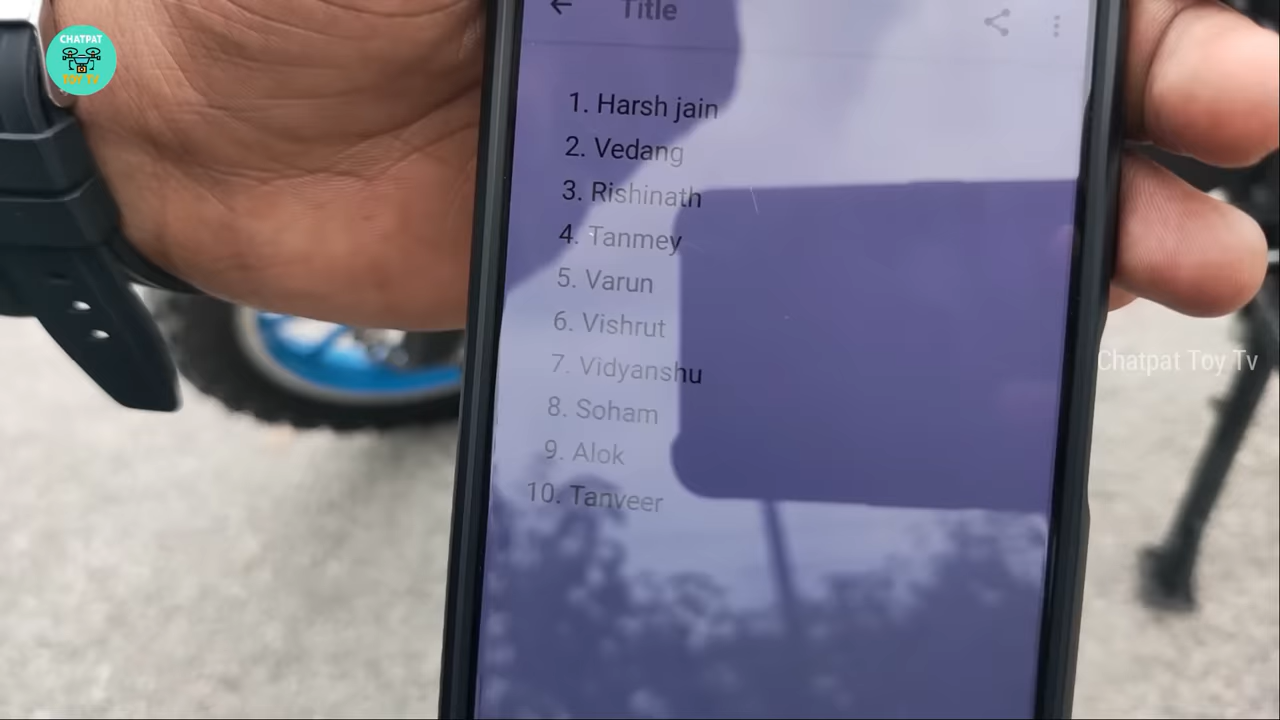 CHATPAT
TOY TV
Title
1. Harsh jain
2. Vedang
3. Rishinath
4. Tanmey
5. Varun
6. Vishrut
7. Vidyanshu
8. Soham
9. Alok
10. Tanveer
Chatpat Toy Tv